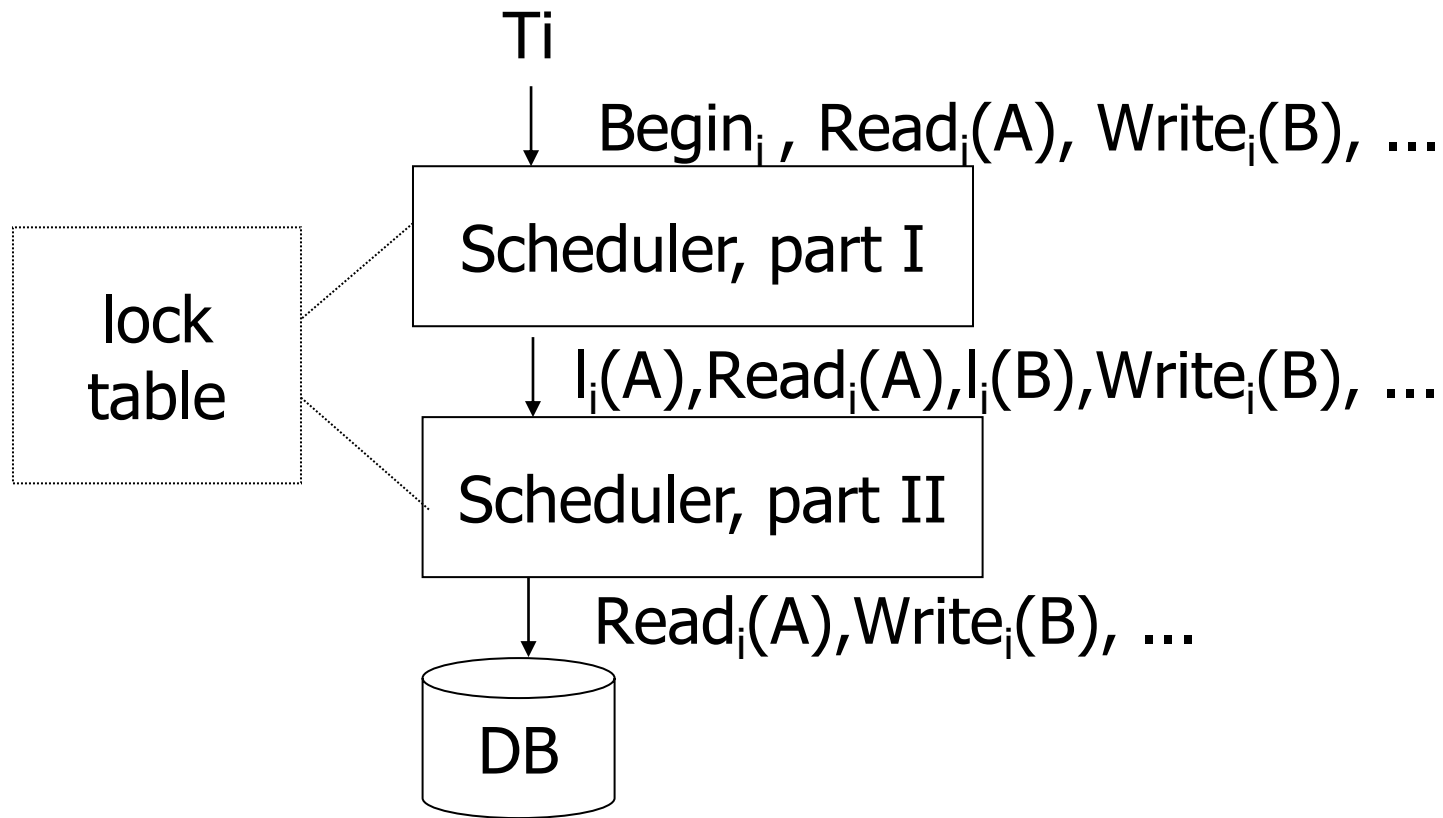 Ti
Beginᵢ , Readᵢ(A), Writeᵢ(B), ...
Scheduler, part I
lock
table
lᵢ(A),Readᵢ(A),lᵢ(B),Writeᵢ(B), ...
Scheduler, part II
Readᵢ(A),Writeᵢ(B), ...
DB